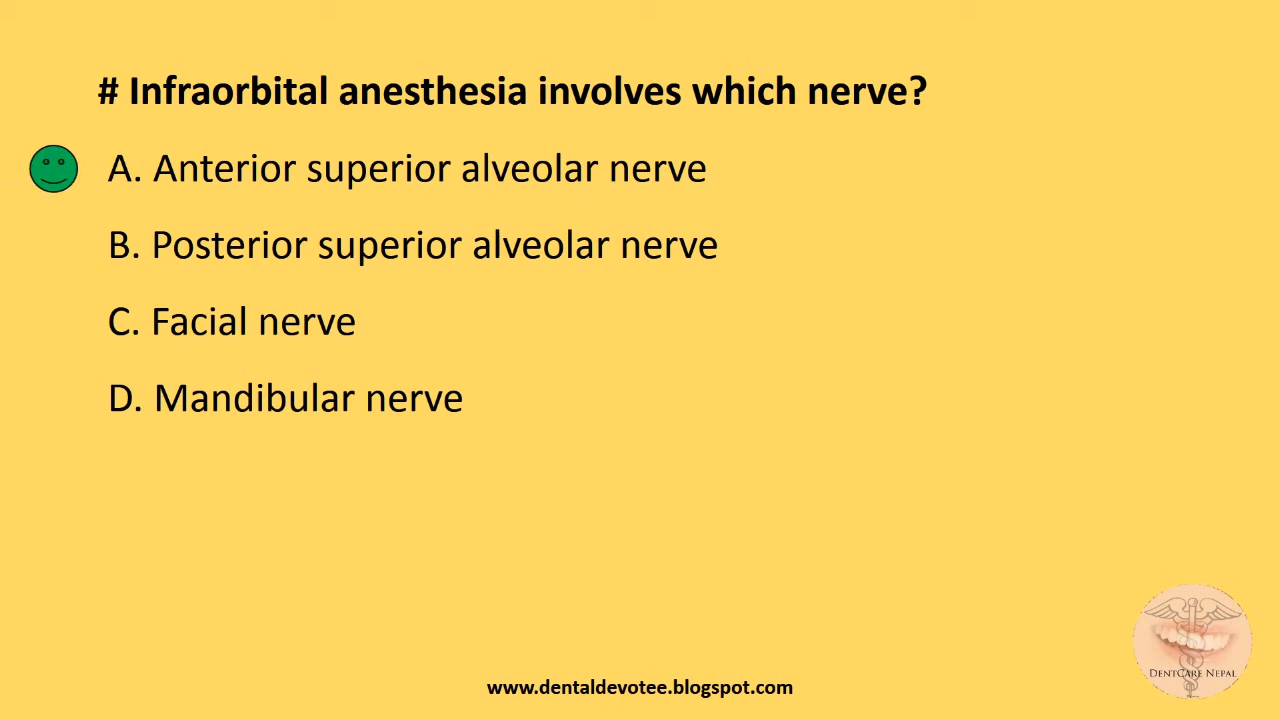 # Infraorbital anesthesia involves which nerve?
A. Anterior superior alveolar nerve
B. Posterior superior alveolar nerve
C. Facial nerve
D. Mandibular nerve
www.dentaldevotee.blogspot.com
DENTCARE NEPAL